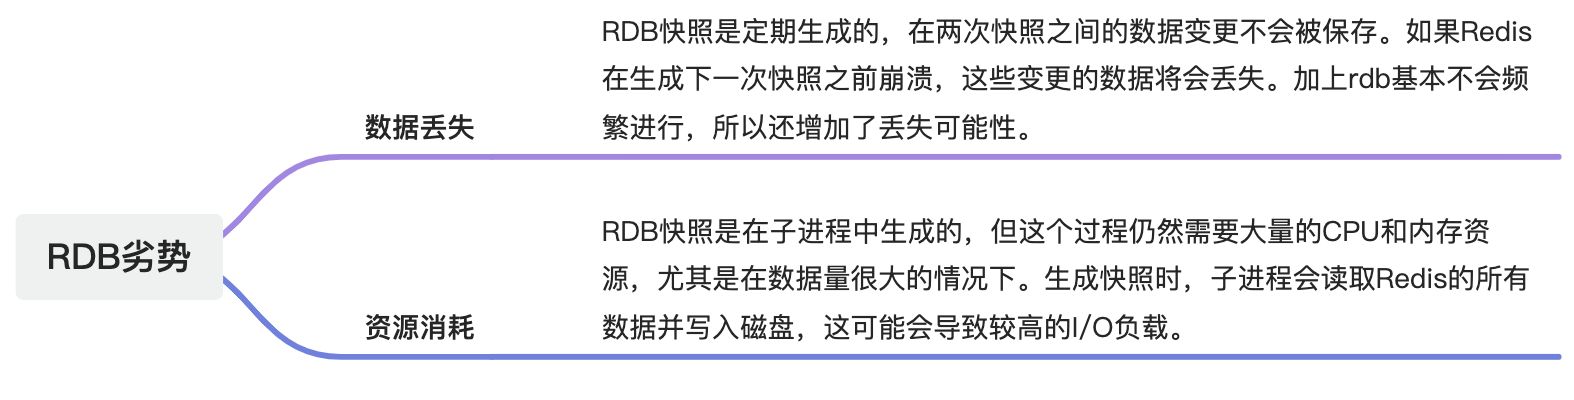 RDB劣势
数据丢失
RDB快照是定期生成的，在两次快照之间的数据变更不会被保存。如果Redis
在生成下一次快照之前崩溃，这些变更的数据将会丢失。加上rdb基本不会频
繁进行，所以还增加了丢失可能性。
资源消耗
RDB快照是在子进程中生成的，但这个过程仍然需要大量的CPU和内存资
源，尤其是在数据量很大的情况下。生成快照时，子进程会读取Redis的所有
数据并写入磁盘，这可能会导致较高的I/O负载。